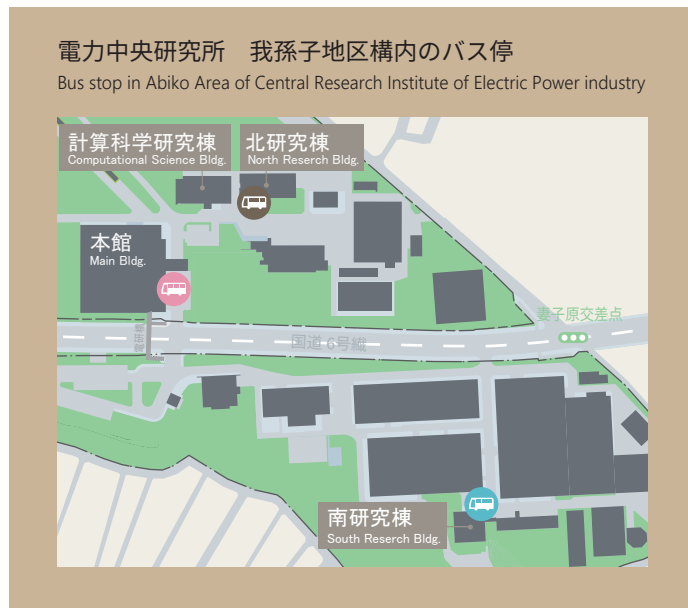 電力中央研究所　我孫子地区構内のバス停
Bus stop in Abiko Area of Central Research Institute of Electric Power industry
計算科学研究棟
Computational Science Bldg.
北研究棟
North Reserch Bldg.
本館
Main Bldg.
妻子原交差点
電研橋
国道 6号線
南研究棟
South Reserch Bldg.